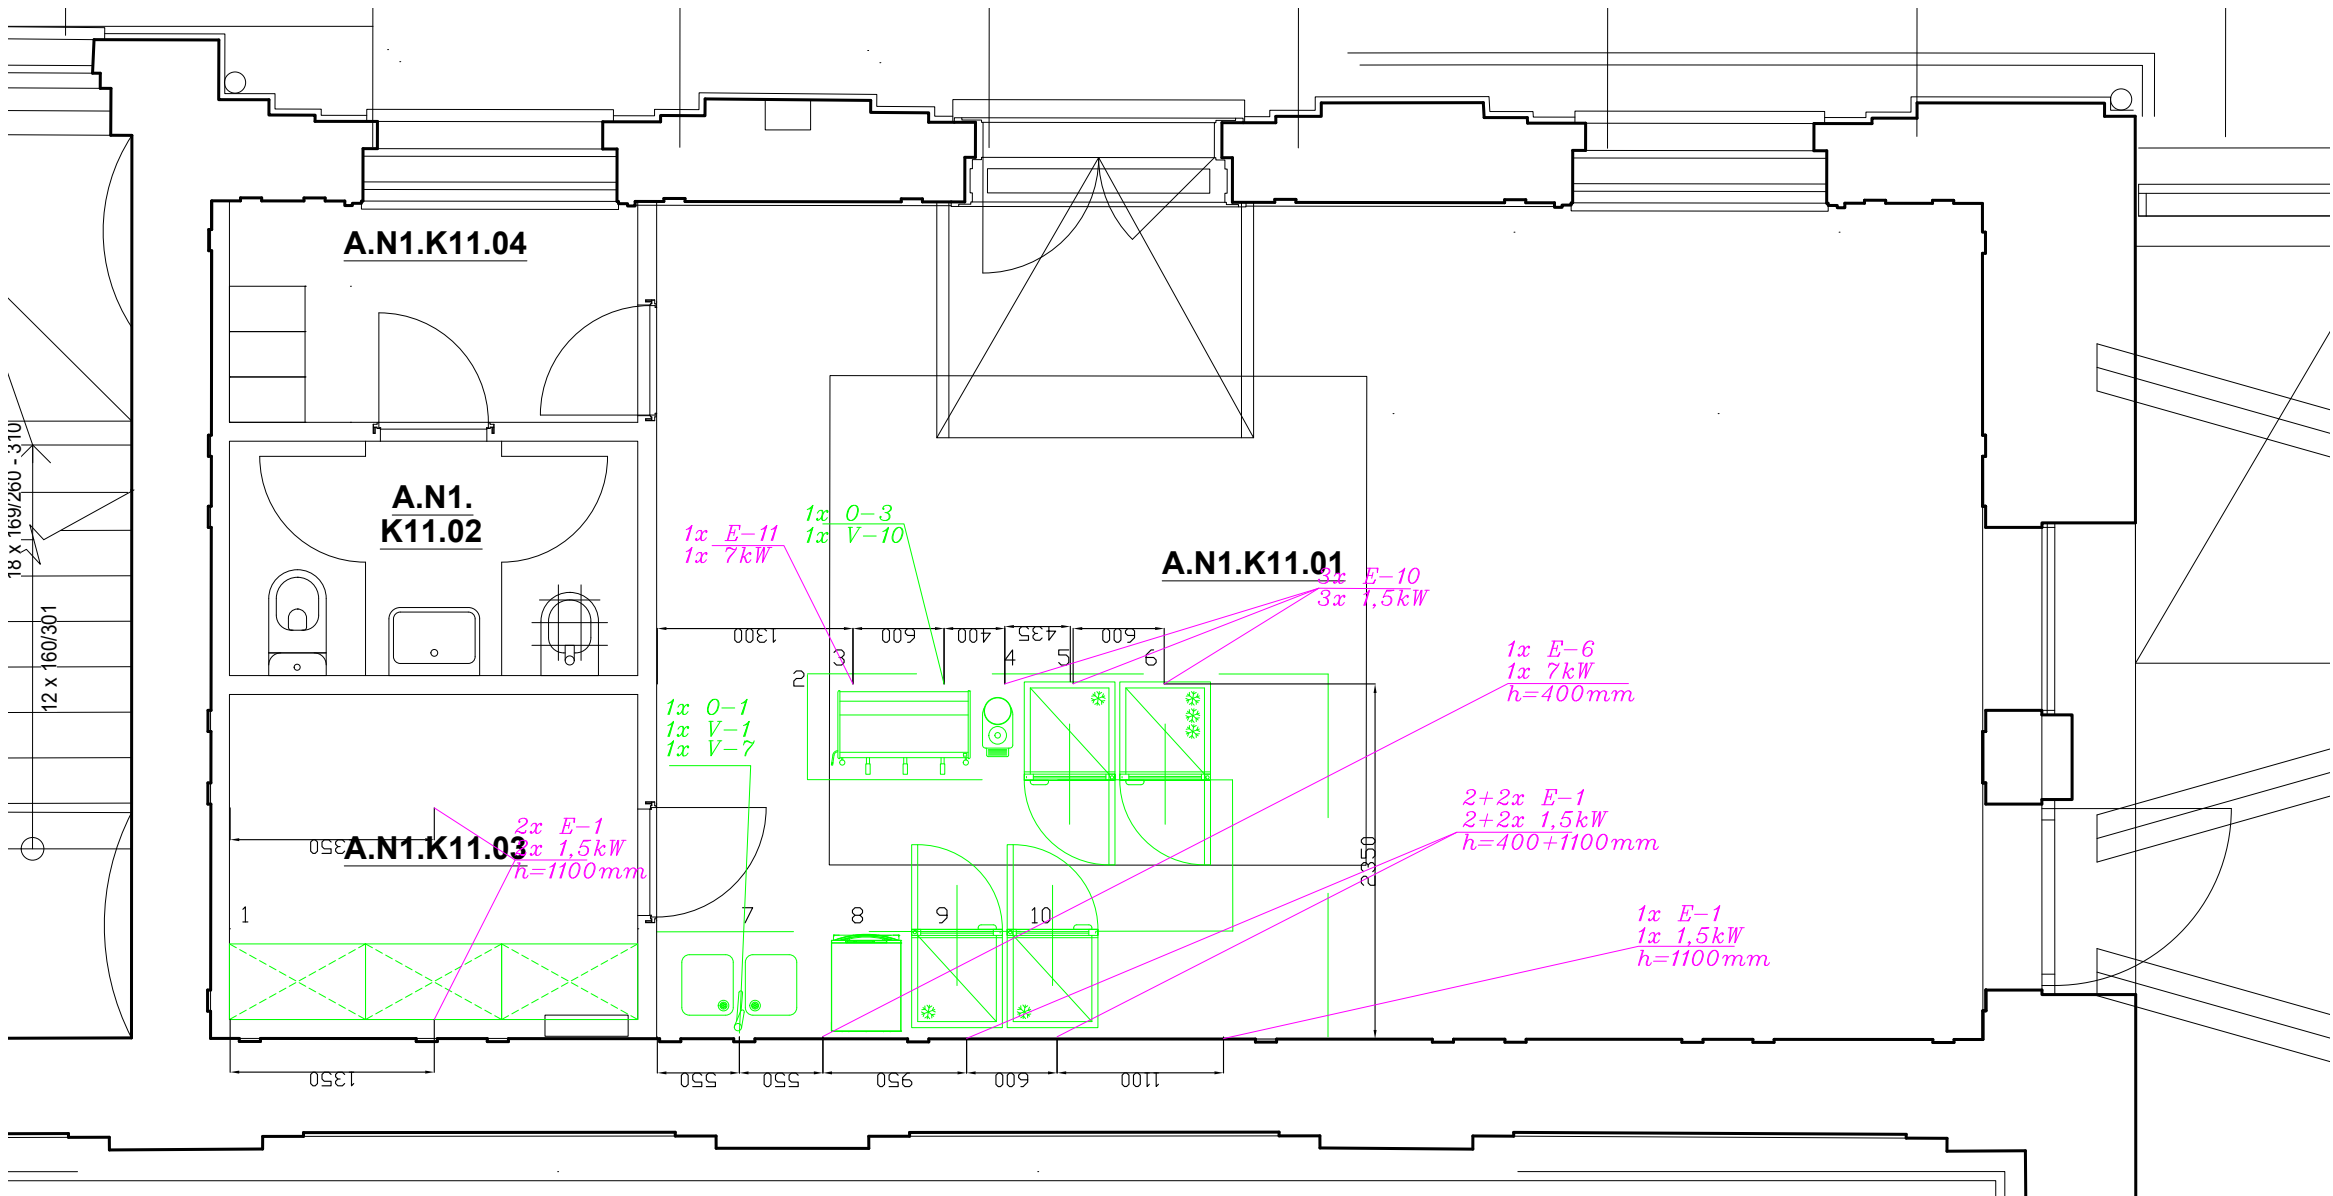 A.N1.K11.04
18 x 169/260 - 310
12 x 160/301
A.N1.
K11.02
1x E-11
1x 7kW
1x O-3
1x V-10
A.N1.K11.01
3x E-10
3x 1,5kW
1300
600
400
435
600
3
4
5
6
2
1x E-6
1x 7kW
h=400mm
1x O-1
1x V-1
1x V-7
2+2x E-1
2+2x 1,5kW
h=400+1100mm
2x E-1
2x 1,5kW
h=1100mm
1350
A.N1.K11.03
2350
1
7
8
9
10
1x E-1
1x 1,5kW
h=1100mm
1350
550
550
950
600
1100